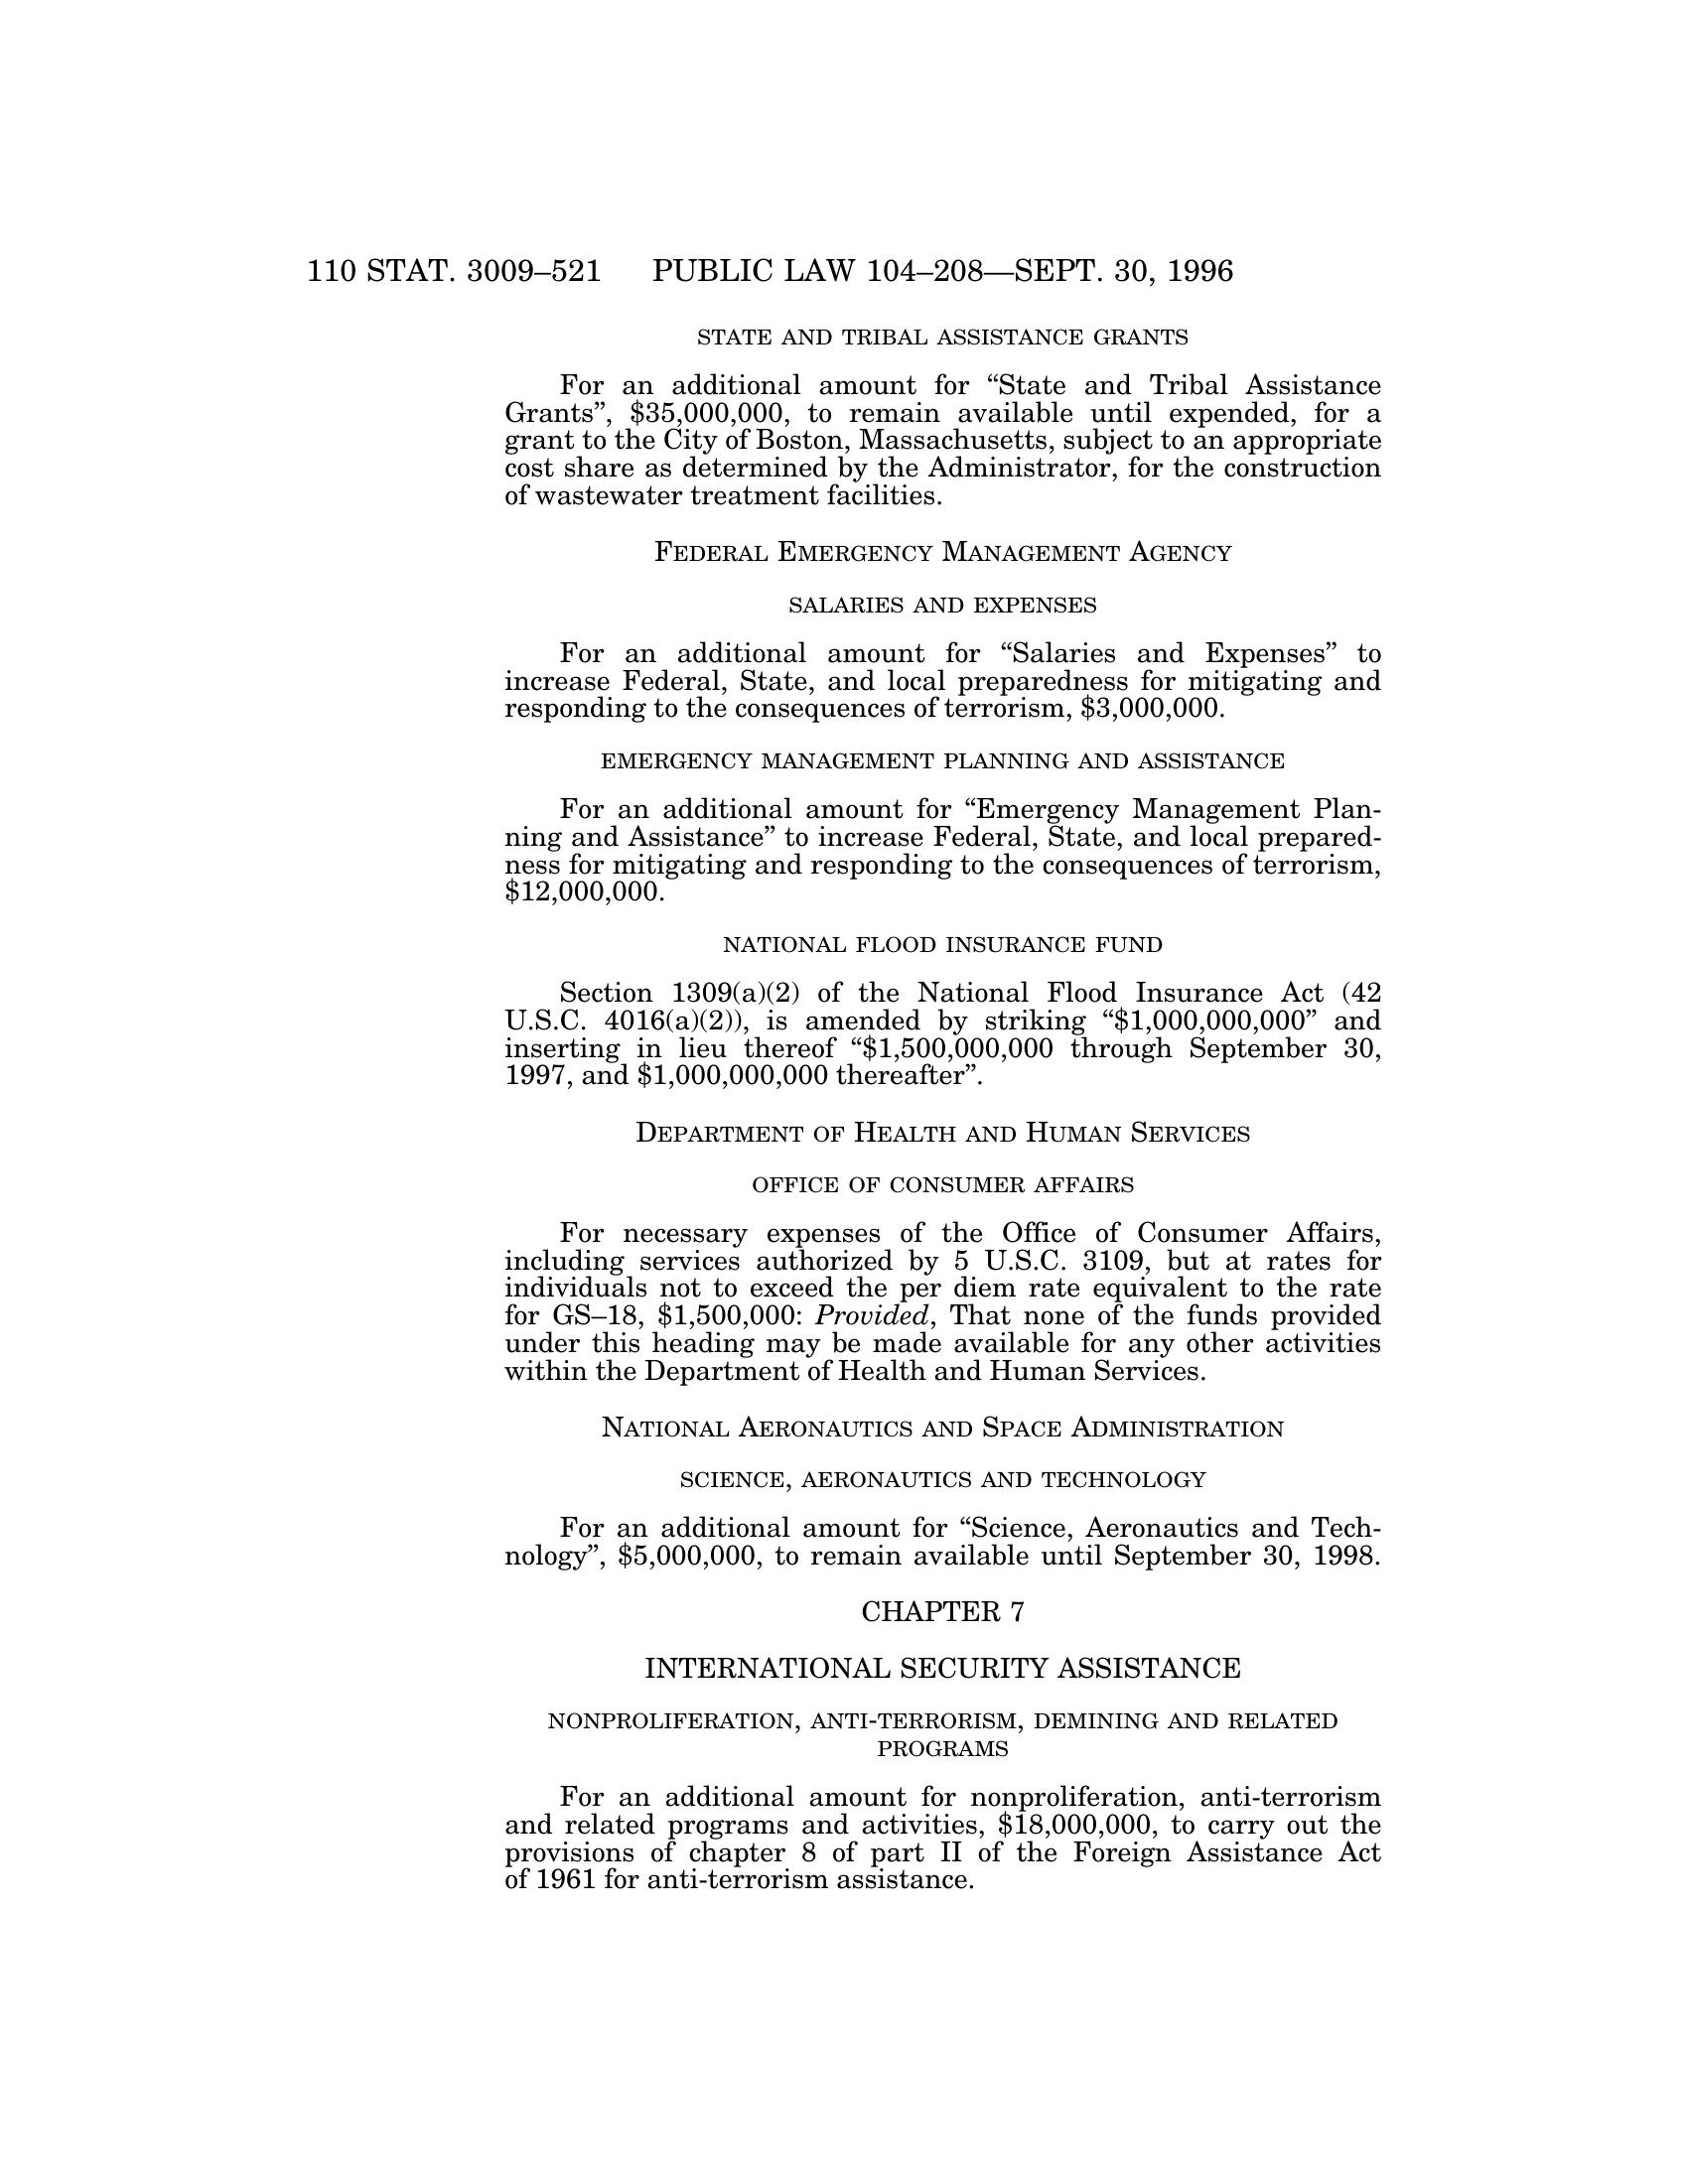 110 STAT. 3009–521 PUBLIC LAW 104–208—SEPT. 30, 1996
STATE AND TRIBAL ASSISTANCE GRANTS
For an additional amount for “State and Tribal Assistance
Grants”, $35,000,000, to remain available until expended, for a
grant to the City of Boston, Massachusetts, subject to an appropriate
cost share as determined by the Administrator, for the construction
of wastewater treatment facilities.
FEDERAL EMERGENCY MANAGEMENT AGENCY
SALARIES AND EXPENSES
For an additional amount for “Salaries and Expenses” to
increase Federal, State, and local preparedness for mitigating and
responding to the consequences of terrorism, $3,000,000.
EMERGENCY MANAGEMENT PLANNING AND ASSISTANCE
For an additional amount for “Emergency Management Plan-
ning and Assistance” to increase Federal, State, and local prepared-
ness for mitigating and responding to the consequences of terrorism,
$12,000,000.
NATIONAL FLOOD INSURANCE FUND
Section 1309(a)(2) of the National Flood Insurance Act (42
U.S.C. 4016(a)(2)), is amended by striking “$1,000,000,000” and
inserting in lieu thereof “$1,500,000,000 through September 30,
1997, and $1,000,000,000 thereafter”.
DEPARTMENT OF HEALTH AND HUMAN SERVICES
OFFICE OF CONSUMER AFFAIRS
For necessary expenses of the Office of Consumer Affairs,
including services authorized by 5 U.S.C. 3109, but at rates for
individuals not to exceed the per diem rate equivalent to the rate
for GS–18, $1,500,000: Provided, That none of the funds provided
under this heading may be made available for any other activities
within the Department of Health and Human Services.
NATIONAL AERONAUTICS AND SPACE ADMINISTRATION
SCIENCE, AERONAUTICS AND TECHNOLOGY
For an additional amount for “Science, Aeronautics and Tech-
nology”, $5,000,000, to remain available until September 30, 1998.
CHAPTER 7
INTERNATIONAL SECURITY ASSISTANCE
NONPROLIFERATION, ANTI-TERRORISM, DEMINING AND RELATED
PROGRAMS
For an additional amount for nonproliferation, anti-terrorism
and related programs and activities, $18,000,000, to carry out the
provisions of chapter 8 of part II of the Foreign Assistance Act
of 1961 for anti-terrorism assistance.